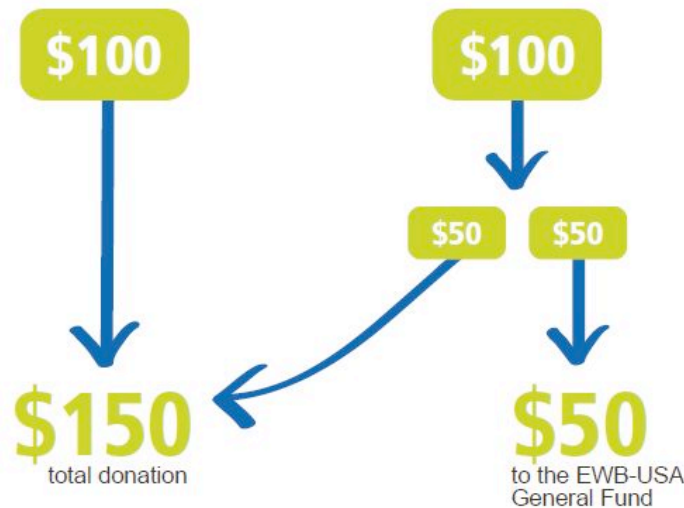 $100
$100
$50
$50
$150
total donation
$50
to the EWB-USA
General Fund